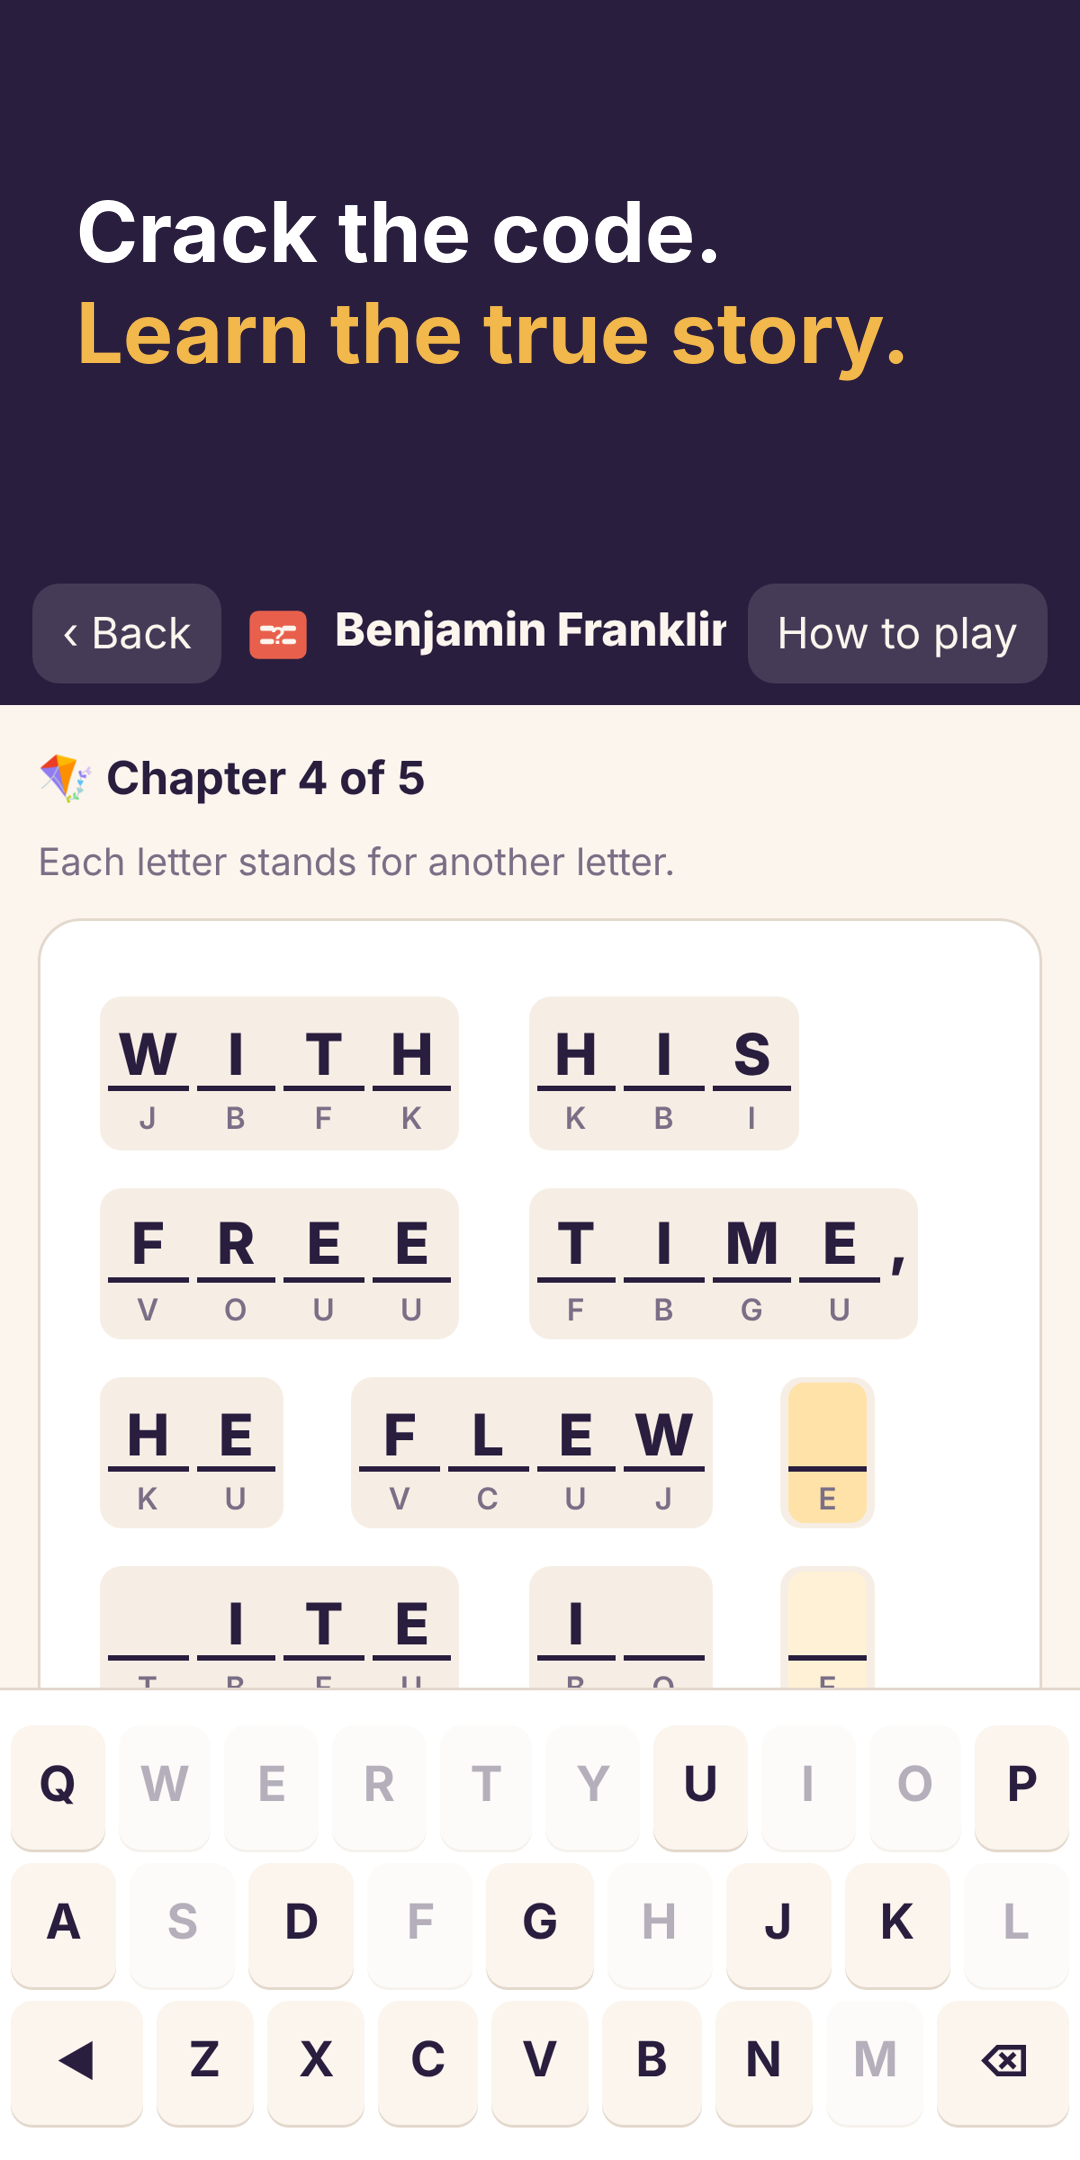 Crack the code.
Learn the true story.
‹ Back Benjamin Franklin How to play
Chapter 4 of 5
Each letter stands for another letter.
W I T H H I S
J B F K K B I
F R E E T I M E ,
V O U U F B G U
H E F L E W
K U V C U J E
I T E I
T B F U B Q E
Q W E R T Y U I O P
A S D F G H J K L
Z X C V B N M